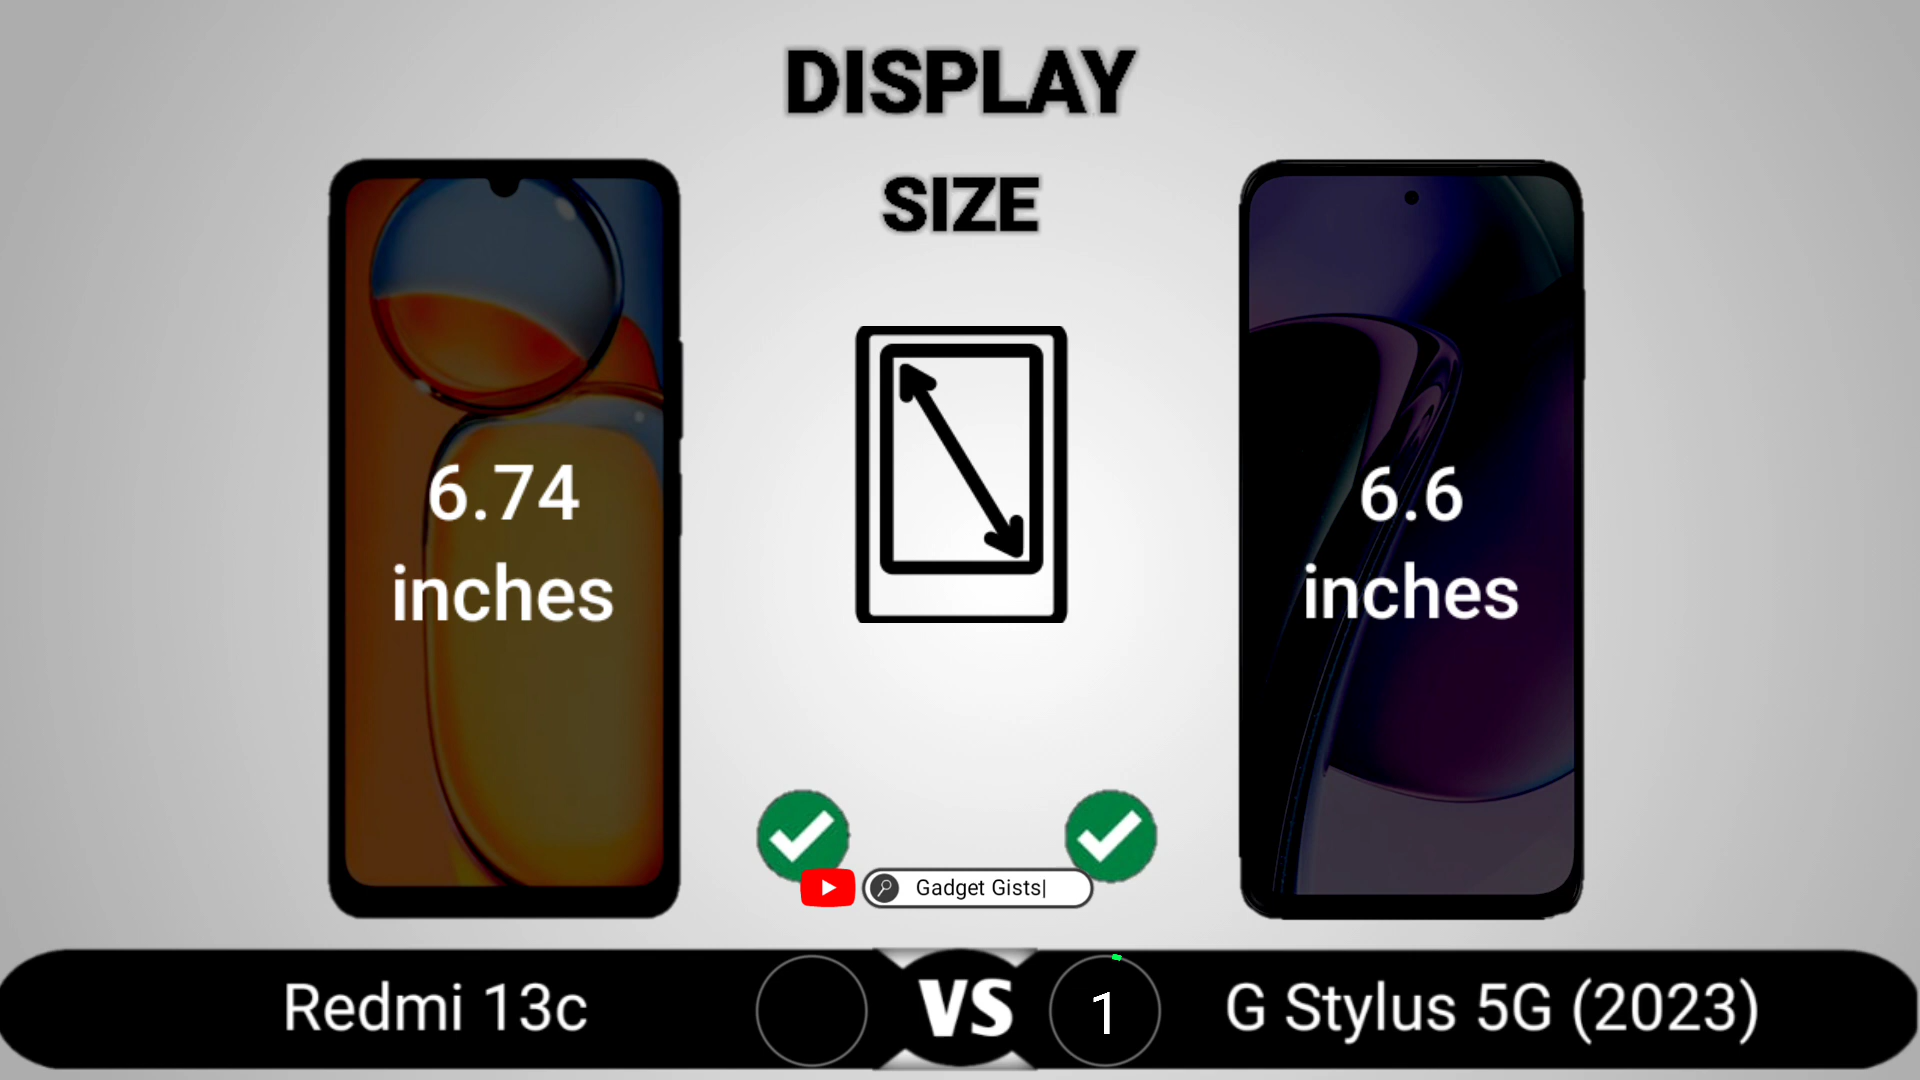 DISPLAY
SIZE
6.74
inches
6.6
inches
Gadget Gists|
Redmi 13c
VS
1
G Stylus 5G (2023)